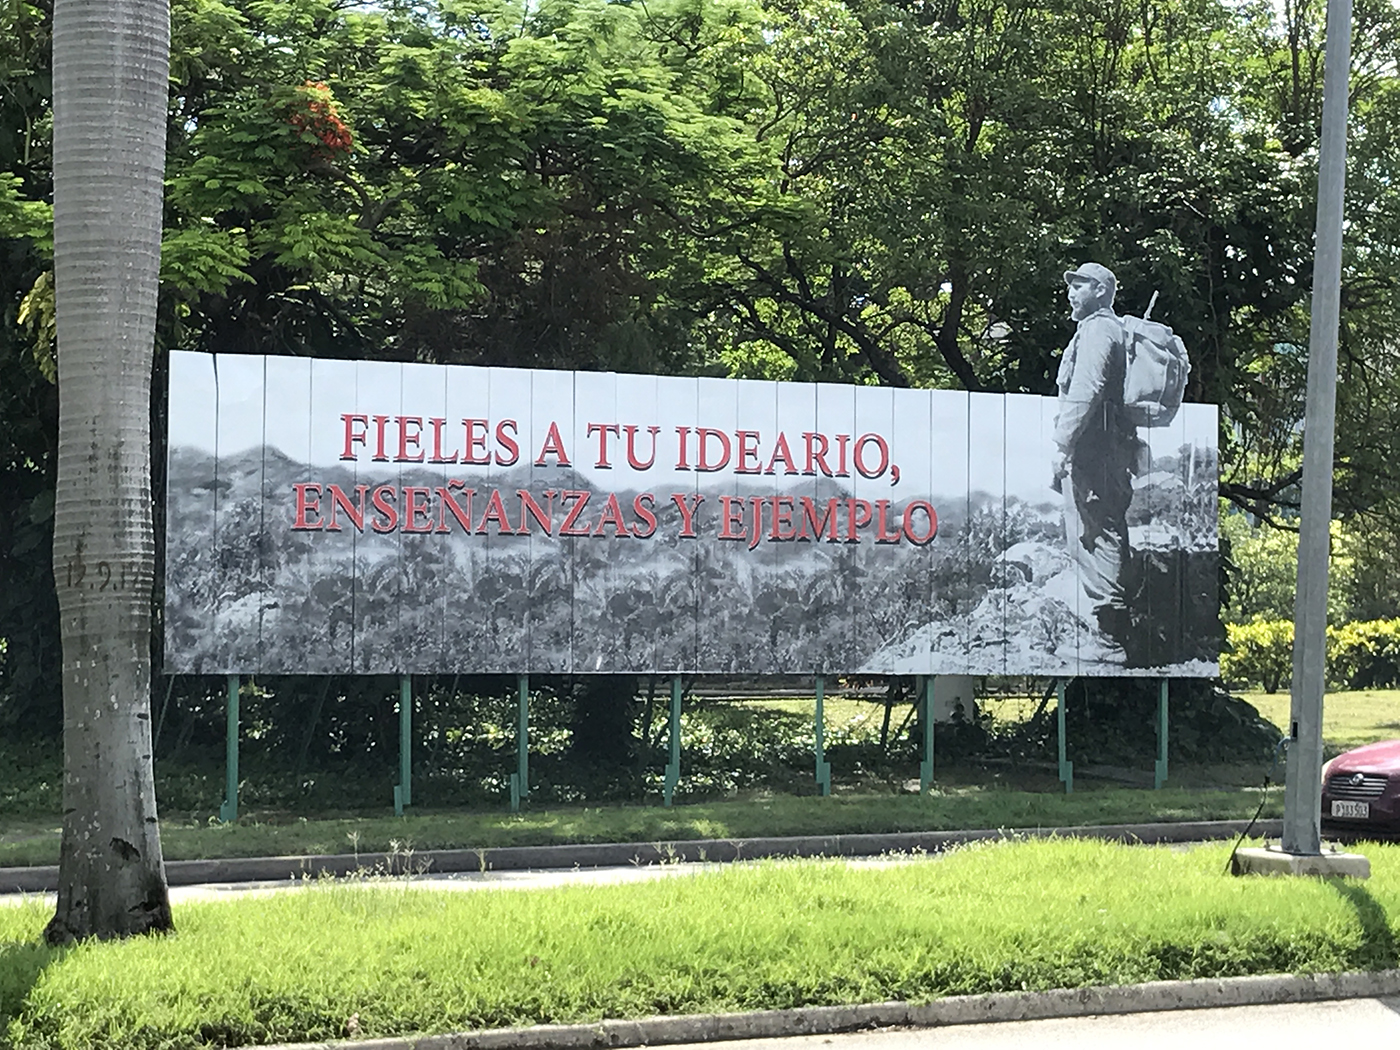 FIELES A TU IDEARIO,
ENSEÑANZAS Y EJEMPLO